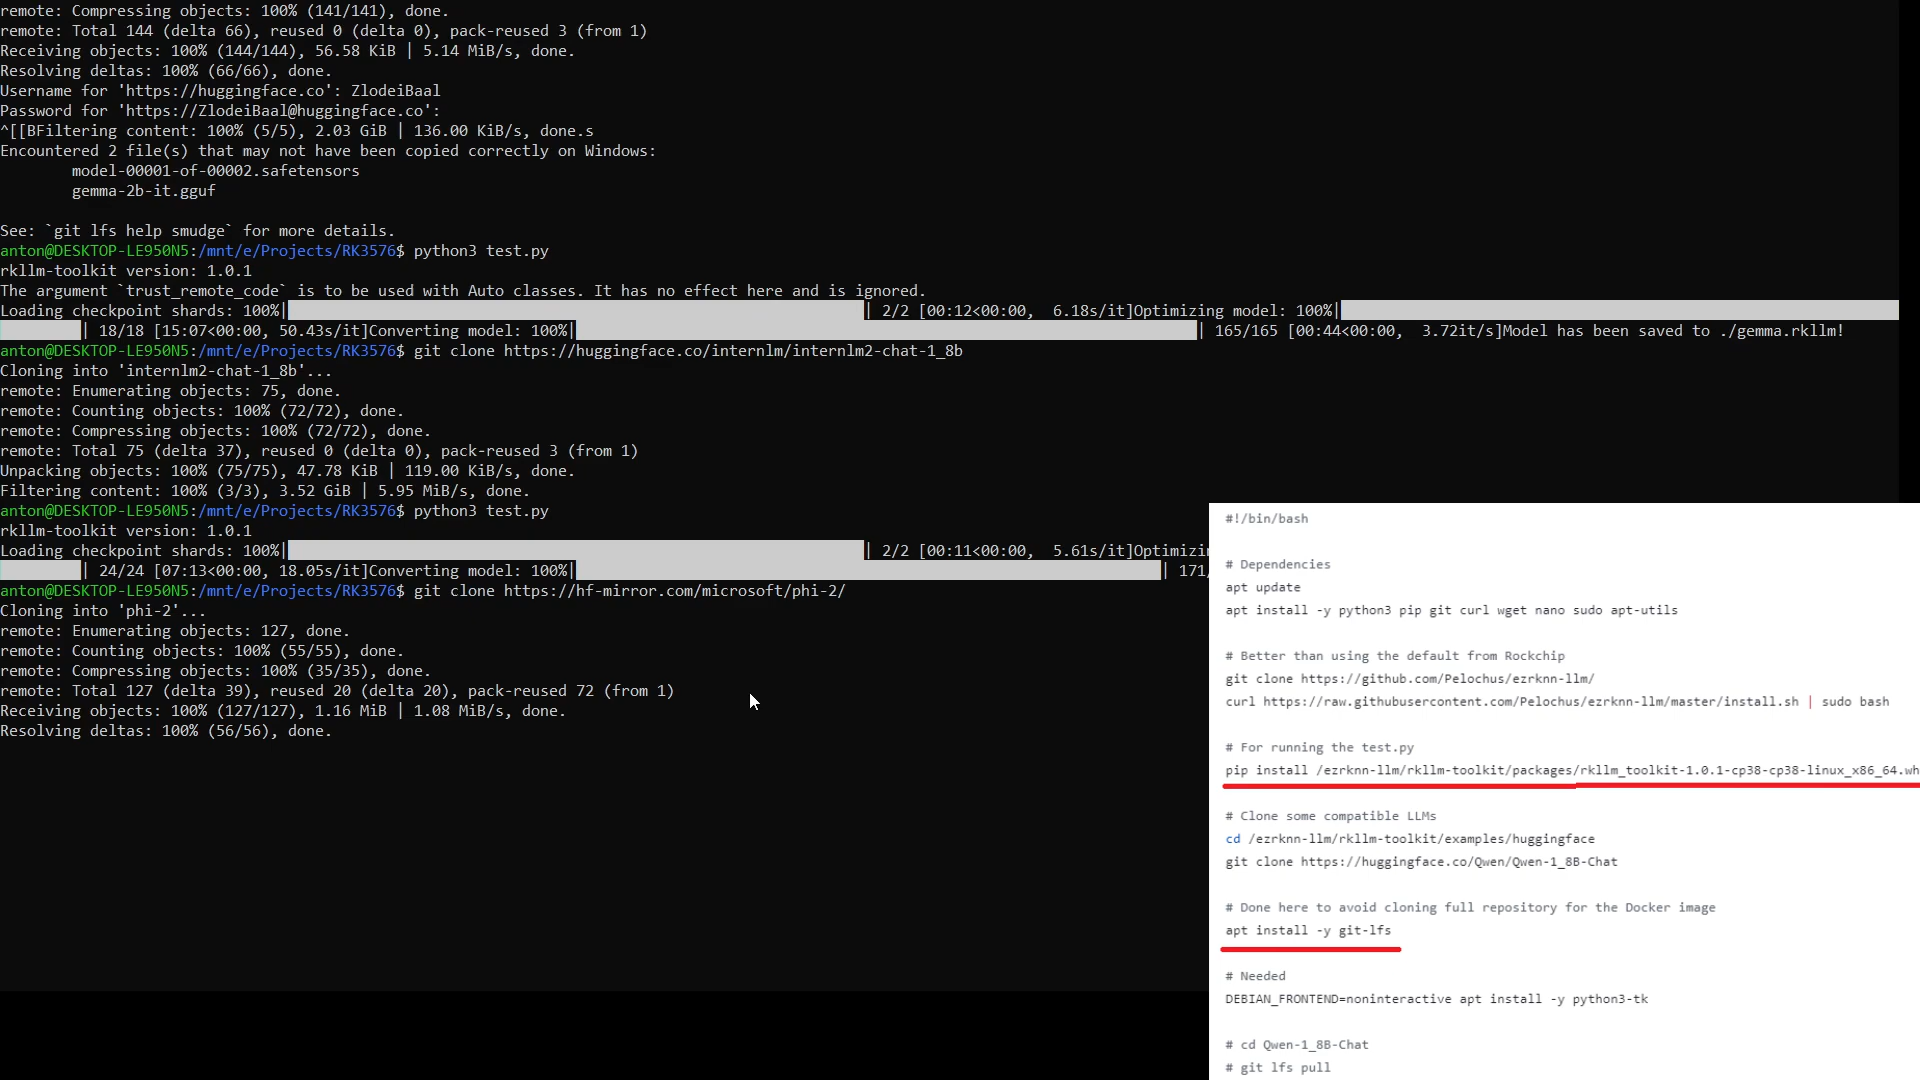 remote: Compressing objects: 100% (141/141), done.
remote: Total 144 (delta 66), reused 0 (delta 0), pack-reused 3 (from 1)
Receiving objects: 100% (144/144), 56.58 KiB | 5.14 MiB/s, done.
Resolving deltas: 100% (66/66), done.
Username for 'https://huggingface.co': ZlodeiBaal
Password for 'https://ZlodeiBaal@huggingface.co':
^[[BFiltering content: 100% (5/5), 2.03 GiB | 136.00 KiB/s, done.s
Encountered 2 file(s) that may not have been copied correctly on Windows:
model-00001-of-00002.safetensors
gemma-2b-it.gguf
See: `git lfs help smudge` for more details.
anton@DESKTOP-LE950N5:/mnt/e/Projects/RK3576$ python3 test.py
rkllm-toolkit version: 1.0.1
The argument `trust_remote_code` is to be used with Auto classes. It has no effect here and is ignored.
Loading checkpoint shards: 100%| | 2/2 [00:12<00:00,  6.18s/it]Optimizing model: 100%|
| 18/18 [15:07<00:00, 50.43s/it]Converting model: 100%| | 165/165 [00:44<00:00,  3.72it/s]Model has been saved to ./gemma.rkllm!
anton@DESKTOP-LE950N5:/mnt/e/Projects/RK3576$ git clone https://huggingface.co/internlm/internlm2-chat-1_8b
Cloning into 'internlm2-chat-1_8b'...
remote: Enumerating objects: 75, done.
remote: Counting objects: 100% (72/72), done.
remote: Compressing objects: 100% (72/72), done.
remote: Total 75 (delta 37), reused 0 (delta 0), pack-reused 3 (from 1)
Unpacking objects: 100% (75/75), 47.78 KiB | 119.00 KiB/s, done.
Filtering content: 100% (3/3), 3.52 GiB | 5.95 MiB/s, done.
anton@DESKTOP-LE950N5:/mnt/e/Projects/RK3576$ python3 test.py
rkllm-toolkit version: 1.0.1
Loading checkpoint shards: 100%| | 2/2 [00:11<00:00,  5.61s/it]Optimizi
| 24/24 [07:13<00:00, 18.05s/it]Converting model: 100%| | 171/
anton@DESKTOP-LE950N5:/mnt/e/Projects/RK3576$ git clone https://hf-mirror.com/microsoft/phi-2/
Cloning into 'phi-2'...
remote: Enumerating objects: 127, done.
remote: Counting objects: 100% (55/55), done.
remote: Compressing objects: 100% (35/35), done.
remote: Total 127 (delta 39), reused 20 (delta 20), pack-reused 72 (from 1)
Receiving objects: 100% (127/127), 1.16 MiB | 1.08 MiB/s, done.
Resolving deltas: 100% (56/56), done.
#!/bin/bash
# Dependencies
apt update
apt install -y python3 pip git curl wget nano sudo apt-utils
# Better than using the default from Rockchip
git clone https://github.com/Pelochus/ezrknn-llm/
curl https://raw.githubusercontent.com/Pelochus/ezrknn-llm/master/install.sh | sudo bash
# For running the test.py
pip install /ezrknn-llm/rkllm-toolkit/packages/rkllm_toolkit-1.0.1-cp38-cp38-linux_x86_64.wh
# Clone some compatible LLMs
cd /ezrknn-llm/rkllm-toolkit/examples/huggingface
git clone https://huggingface.co/Qwen/Qwen-1_8B-Chat
# Done here to avoid cloning full repository for the Docker image
apt install -y git-lfs
# Needed
DEBIAN_FRONTEND=noninteractive apt install -y python3-tk
# cd Qwen-1_8B-Chat
# git lfs pull